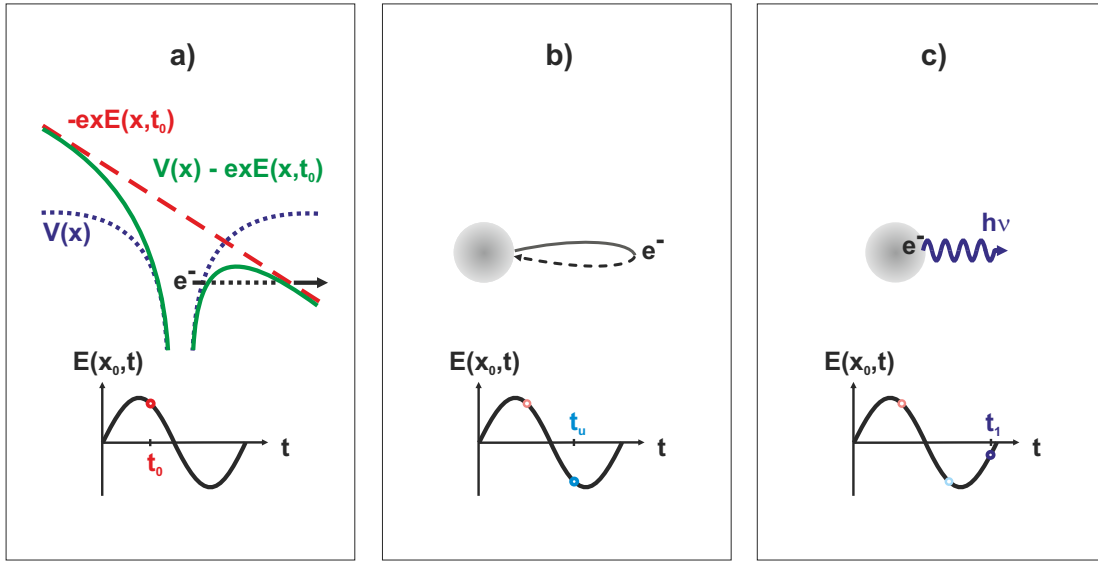 a)
-exE(x,t₀)
V(x) - exE(x,t₀)
V(x)
e⁻
E(x₀,t)
t₀
t
b)
e⁻
E(x₀,t)
tᵤ
t
c)
hν
e⁻
E(x₀,t)
t₁
t